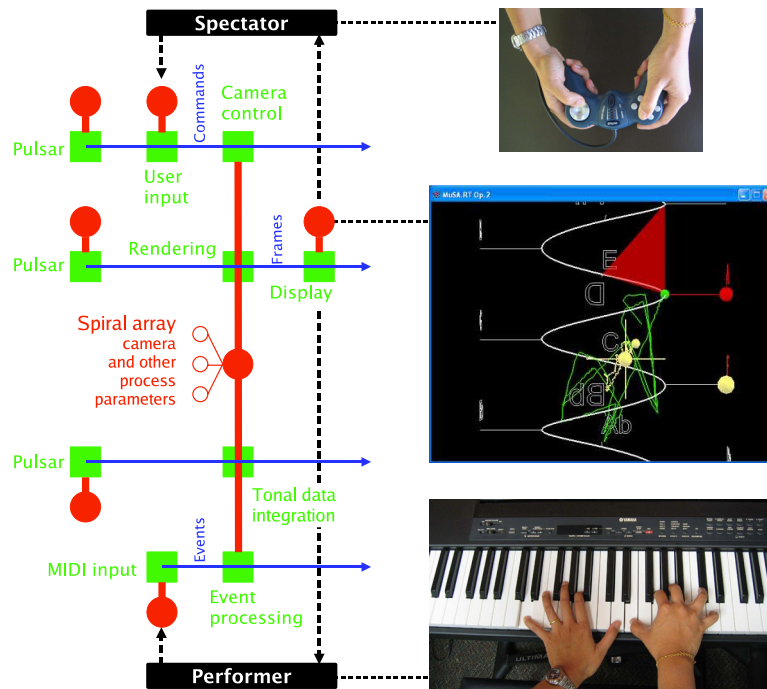 Spectator
Commands
Camera
control
Pulsar
User
input
MuSA.RT Op.2
Rendering
Frames
Pulsar
Display
E
D
Spiral array
camera
and other
process
parameters
C
Bb
Ab
Pulsar
Tonal data
integration
Events
MIDI input
Event
processing
YAMAHA
Performer